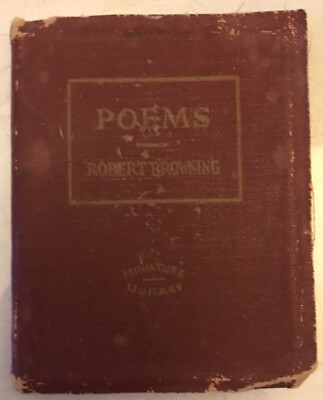 POEMS
ROBERT BROWNING
MINIATURE
LIBRARY